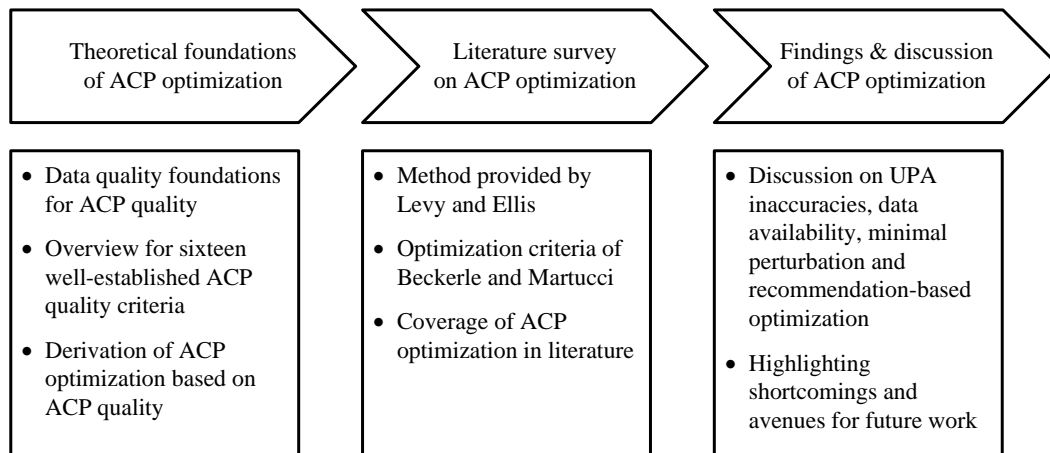 Theoretical foundations
of ACP optimization
Literature survey
on ACP optimization
Findings & discussion
of ACP optimization
• Data quality foundations
for ACP quality
• Overview for sixteen
well-established ACP
quality criteria
• Derivation of ACP
optimization based on
ACP quality
• Method provided by
Levy and Ellis
• Optimization criteria of
Beckerle and Martucci
• Coverage of ACP
optimization in literature
• Discussion on UPA
inaccuracies, data
availability, minimal
perturbation and
recommendation-based
optimization
• Highlighting
shortcomings and
avenues for future work